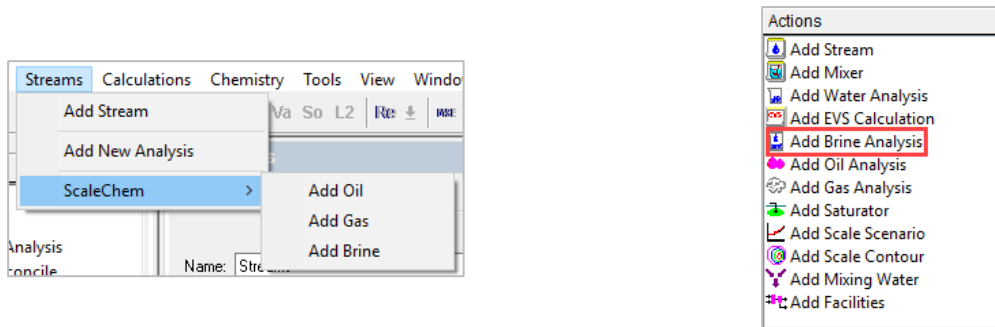 Streams Calculations Chemistry Tools View Windo
Add Stream
Va So L2 Re MSE
Add New Analysis
ScaleChem >
Add Oil
Add Gas
Add Brine
Analysis
Name:
Actions
Add Stream
Add Mixer
Add Water Analysis
Add EVS Calculation
Add Brine Analysis
Add Oil Analysis
Add Gas Analysis
Add Saturator
Add Scale Scenario
Add Scale Contour
Add Mixing Water
Add Facilities